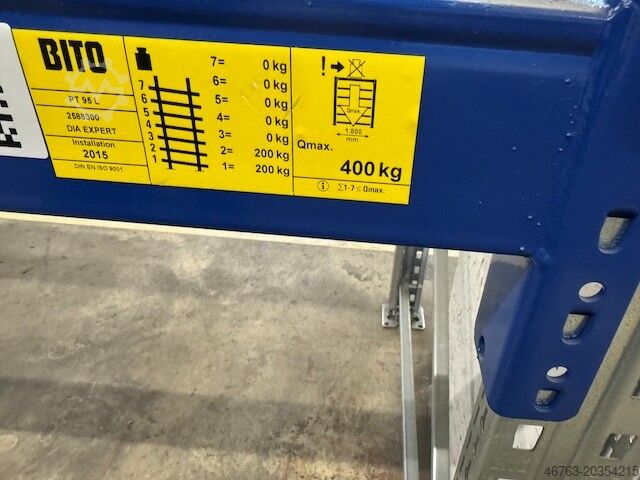 BITO
PT 95 L
2588300
DIA EXPERT
Installation
2015
DIN EN ISO 9001
7
6
5
4
3
2
1
7= 0 kg
6= 0 kg
5= 0 kg
4= 0 kg
3= 0 kg
2= 200 kg
1= 200 kg
!
Qmax.
1.800
mm
Qmax.
400 kg
i Σ1-7 ≤ Qmax.
46763-20354215